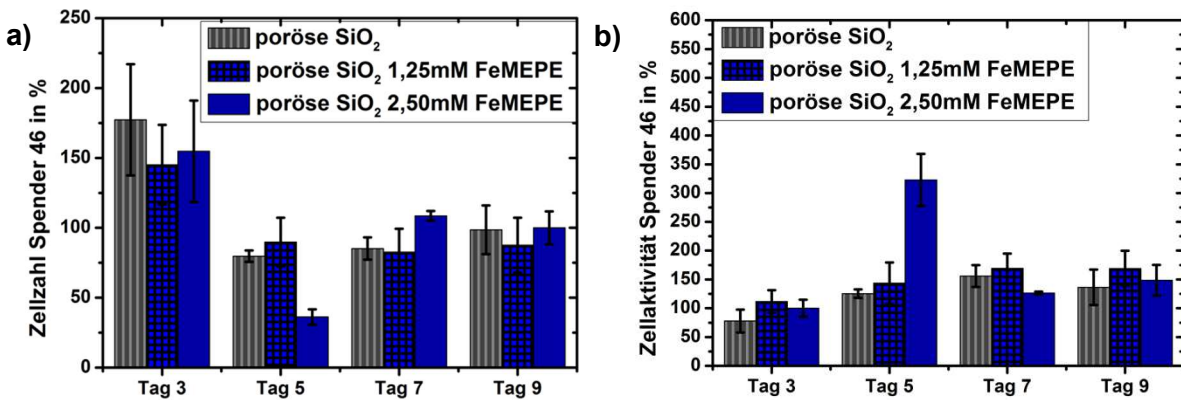 a)
Zellzahl Spender 46 in %
250
200
150
100
50
0
poröse SiO₂
poröse SiO₂ 1,25mM FeMEPE
poröse SiO₂ 2,50mM FeMEPE
Tag 3 Tag 5 Tag 7 Tag 9
b)
Zellaktivität Spender 46 in %
600
550
500
450
400
350
300
250
200
150
100
50
0
poröse SiO₂
poröse SiO₂ 1,25mM FeMEPE
poröse SiO₂ 2,50mM FeMEPE
Tag 3 Tag 5 Tag 7 Tag 9